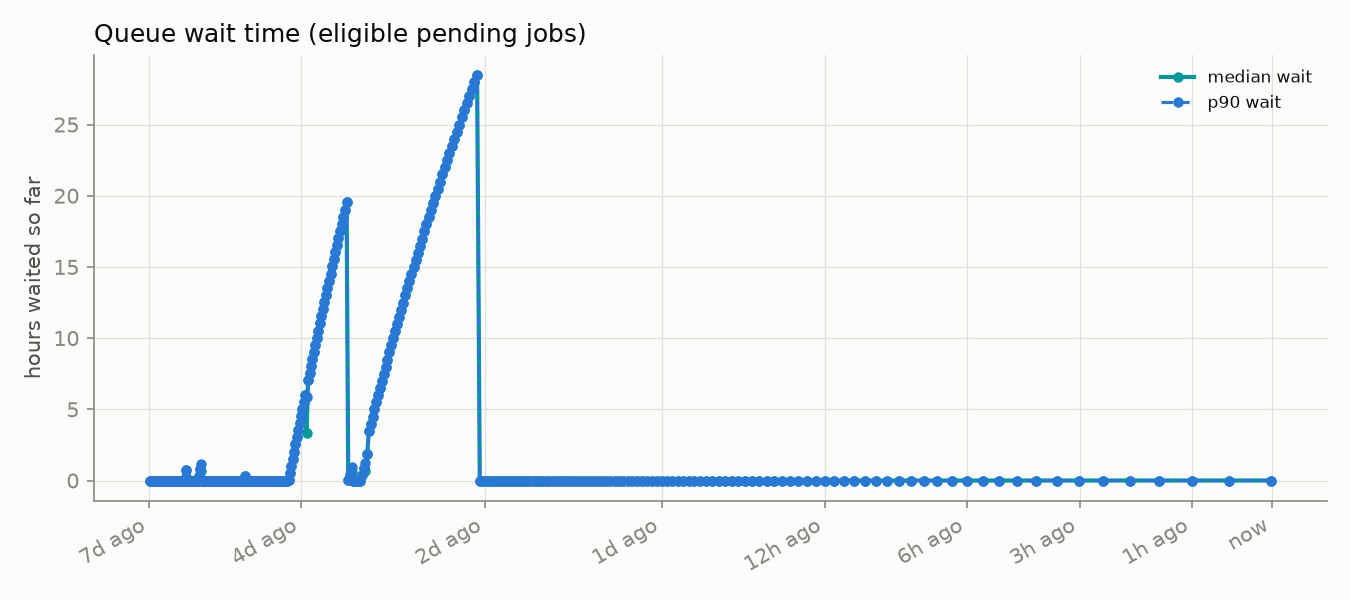 Queue wait time (eligible pending jobs)
median wait
p90 wait
hours waited so far
25
20
15
10
5
0
7d ago
4d ago
2d ago
1d ago
12h ago
6h ago
3h ago
1h ago
now